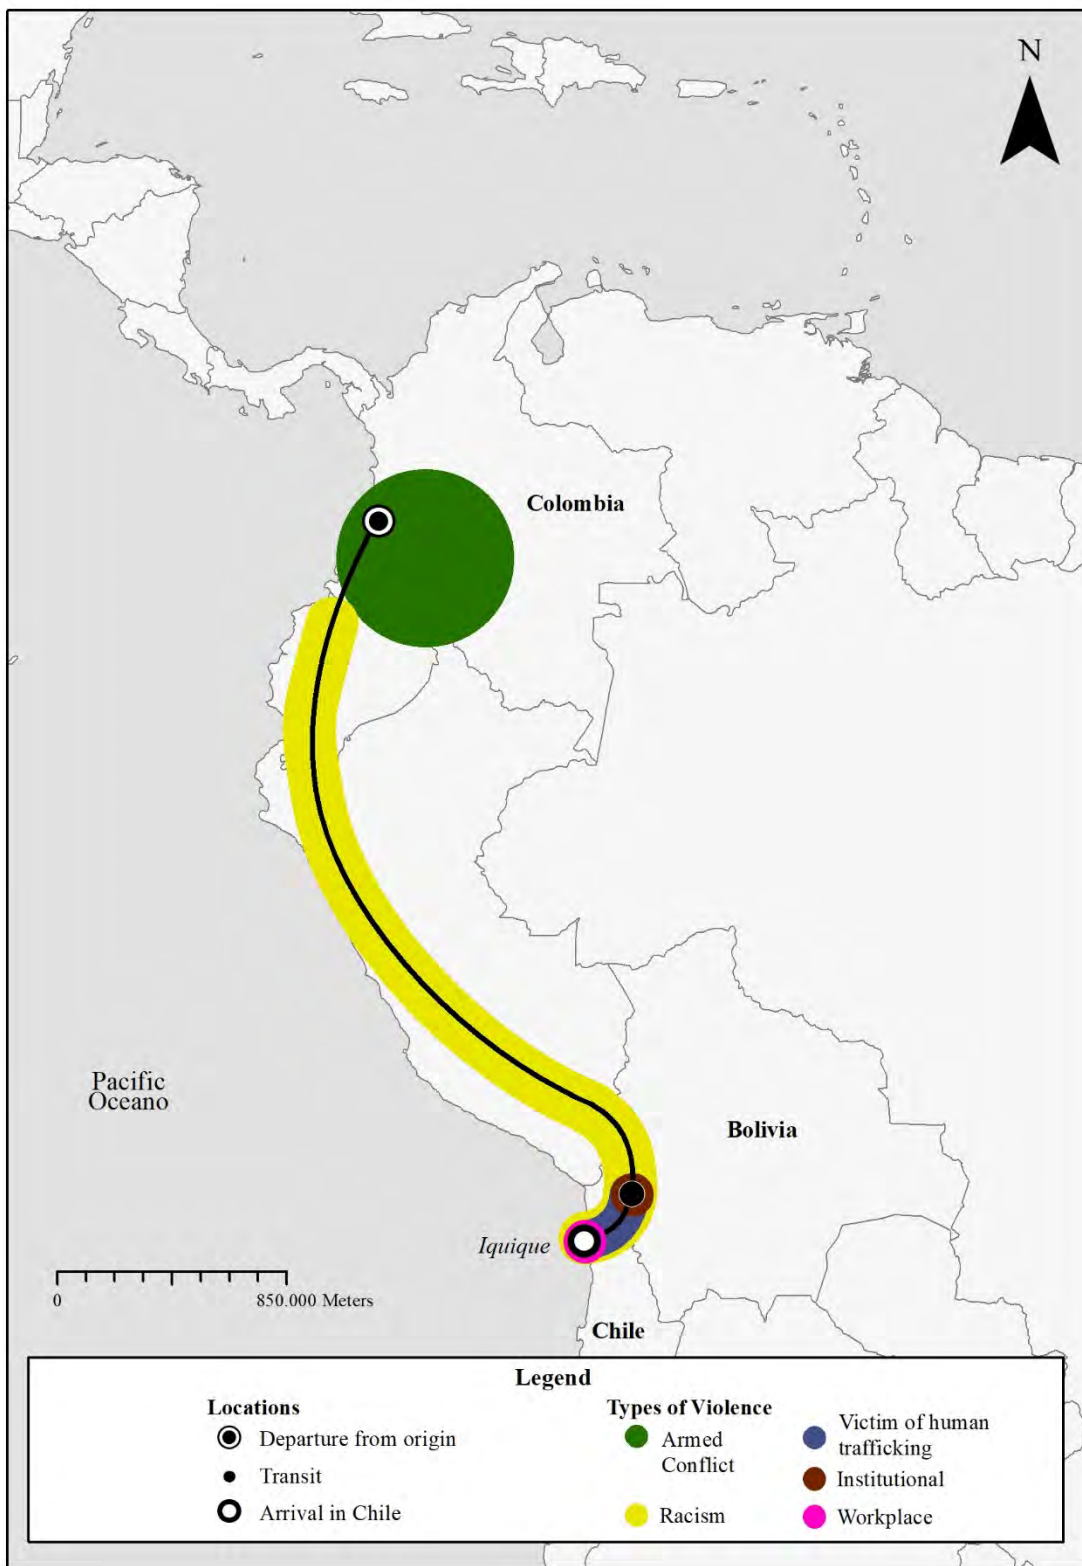 N
Colombia
Pacific
Oceano
Bolivia
Iquique
0
850.000 Meters
Chile
Legend
Locations
Departure from origin
Transit
Arrival in Chile
Types of Violence
Armed
Conflict
Racism
Victim of human
trafficking
Institutional
Workplace